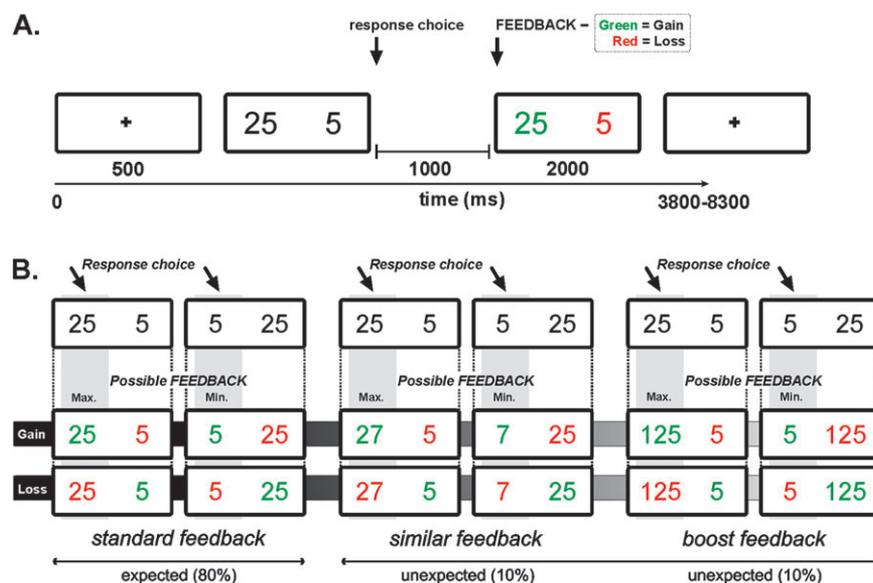 A.
response choice
FEEDBACK – Green = Gain
Red = Loss
+
25 5
25 5
+
500
1000
2000
0
time (ms)
3800-8300
B.
Response choice
Response choice
Response choice
25 5
5 25
25 5
5 25
25 5
5 25
Possible FEEDBACK
Possible FEEDBACK
Possible FEEDBACK
Max.
Min.
Max.
Min.
Max.
Min.
Gain
25 5
5 25
27 5
7 25
125 5
5 125
Loss
25 5
5 25
27 5
7 25
125 5
5 125
standard feedback
similar feedback
boost feedback
expected (80%)
unexpected (10%)
unexpected (10%)